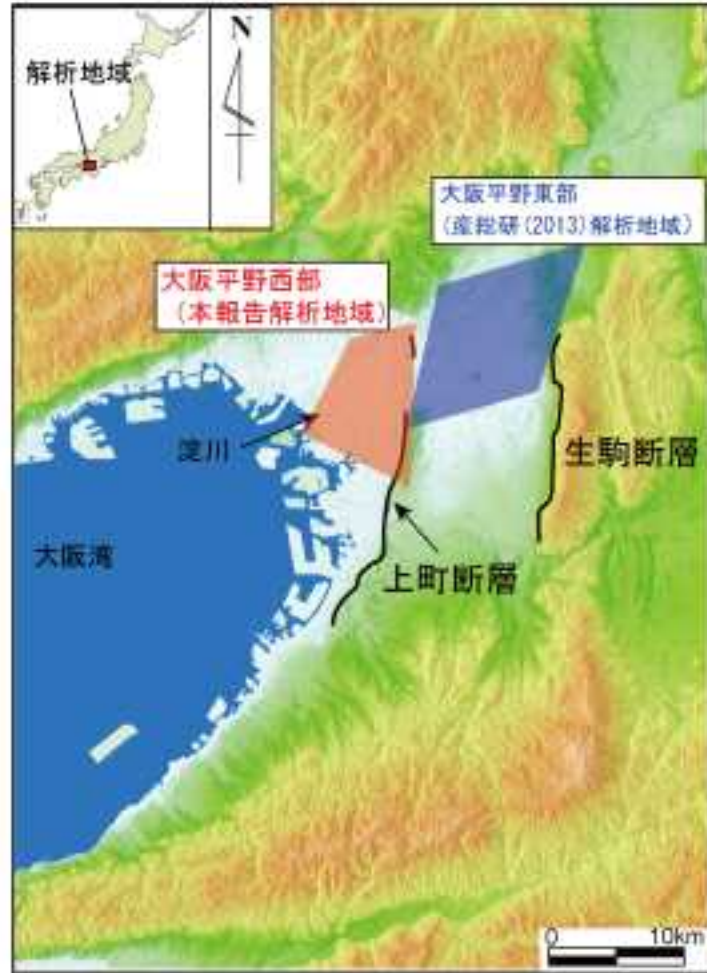 解析地域
N
大阪平野東部
(産総研(2013)解析地域)
大阪平野西部
(本報告解析地域)
淀川
生駒断層
大阪湾
上町断層
0 10km